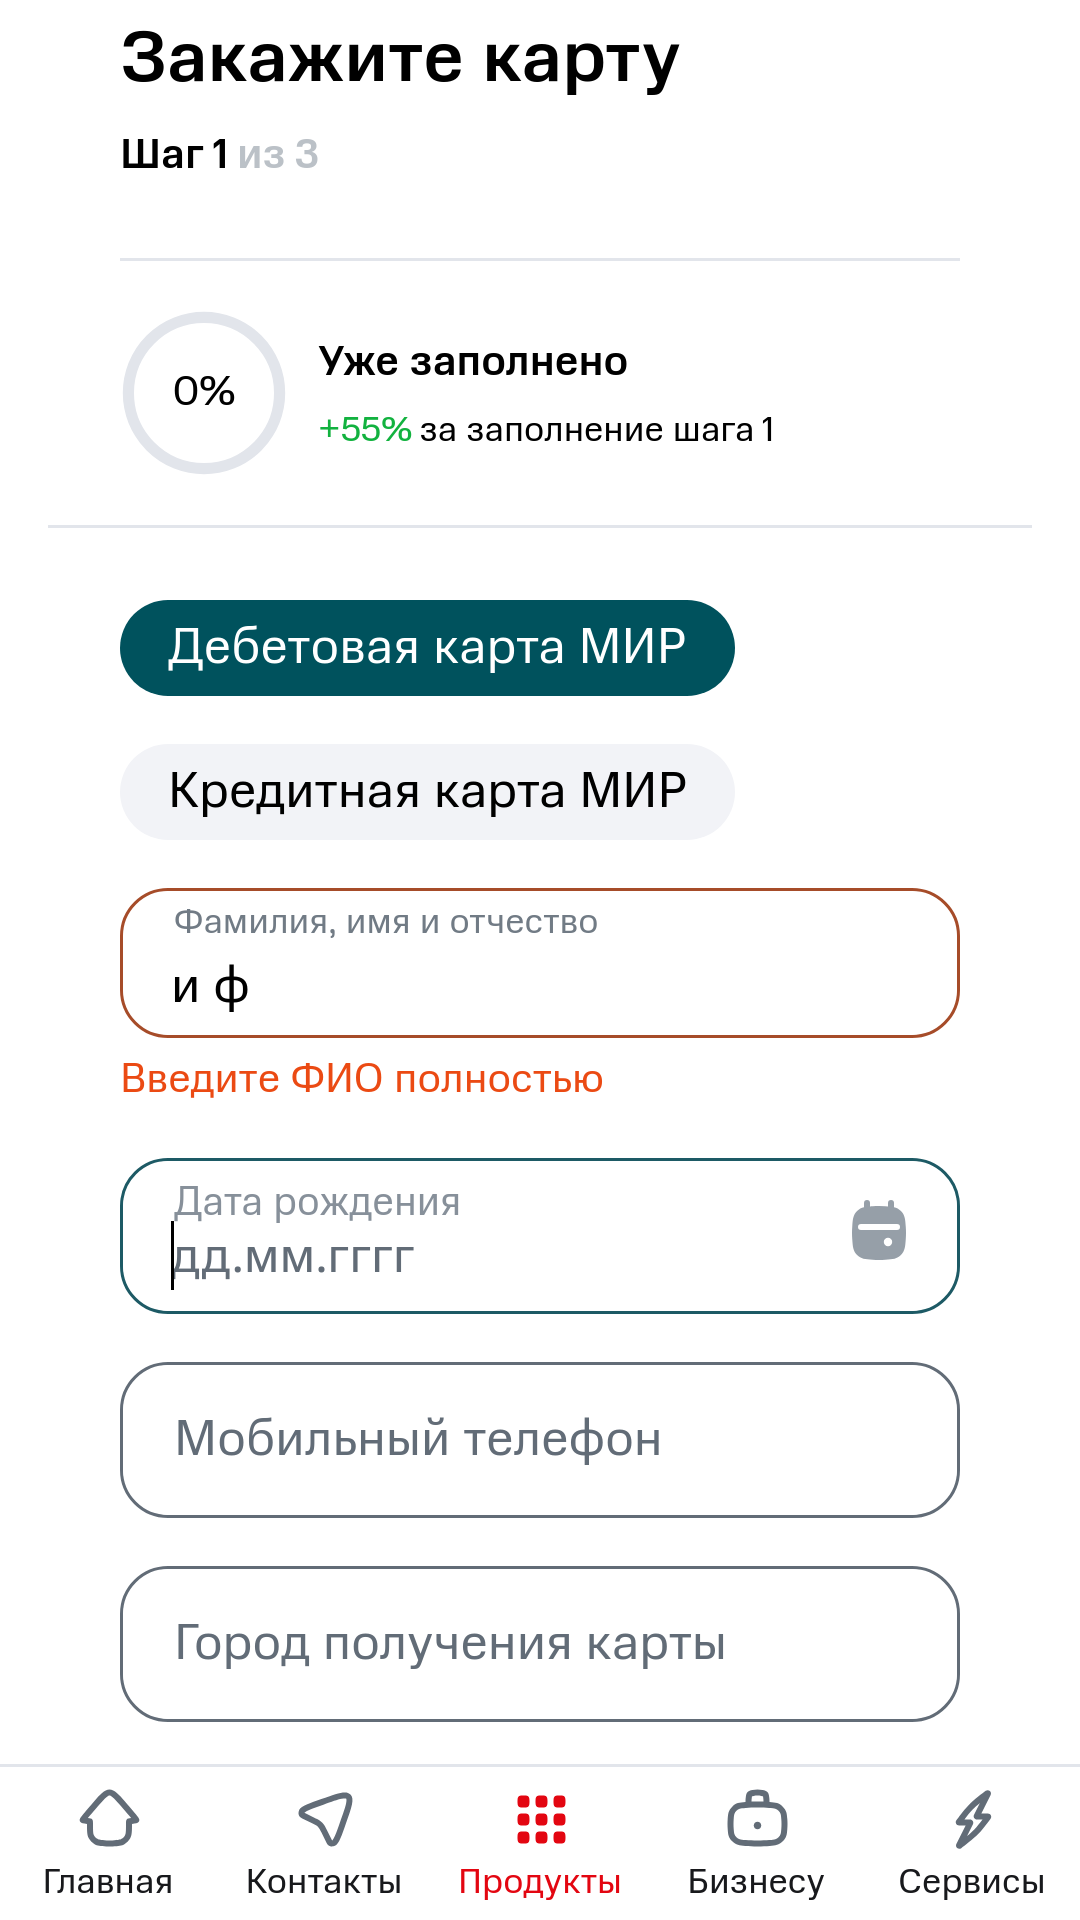 Закажите карту
Шаг 1 из 3
0%
Уже заполнено
+55% за заполнение шага 1
Дебетовая карта МИР
Кредитная карта МИР
Фамилия, имя и отчество
и ф
Введите ФИО полностью
Дата рождения
дд.мм.гггг
Мобильный телефон
Город получения карты
Главная Контакты Продукты Бизнесу Сервисы